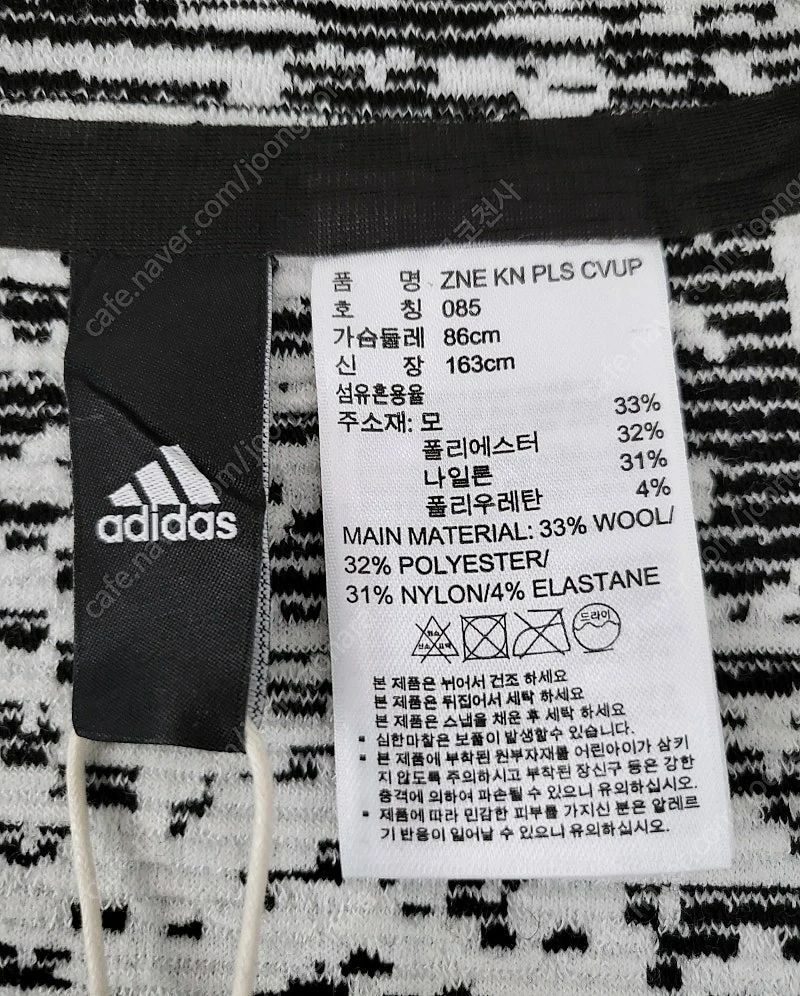 adidas
품 명 ZNE KN PLS CVUP
호 칭 085
가슴둘레 86cm
신 장 163cm
섬유혼용율
주소재: 모 33%
폴리에스터 32%
나일론 31%
폴리우레탄 4%
MAIN MATERIAL: 33% WOOL/
32% POLYESTER/
31% NYLON/4% ELASTANE
드라이
본 제품은 뉘어서 건조 하세요
본 제품은 뒤집어서 세탁 하세요
본 제품은 스냅을 채운 후 세탁 하세요
심한마찰은 보풀이 발생할수 있습니다.
본 제품에 부착된 원부자재를 어린아이가 삼키
지 않도록 주의하시고 부착된 장신구 등은 강한
충격에 의하여 파손될 수 있으니 유의하십시오.
제품에 따라 민감한 피부를 가지신 분은 알레르
기 반응이 일어날 수 있으니 유의하십시오.
cafe.naver.com/joong